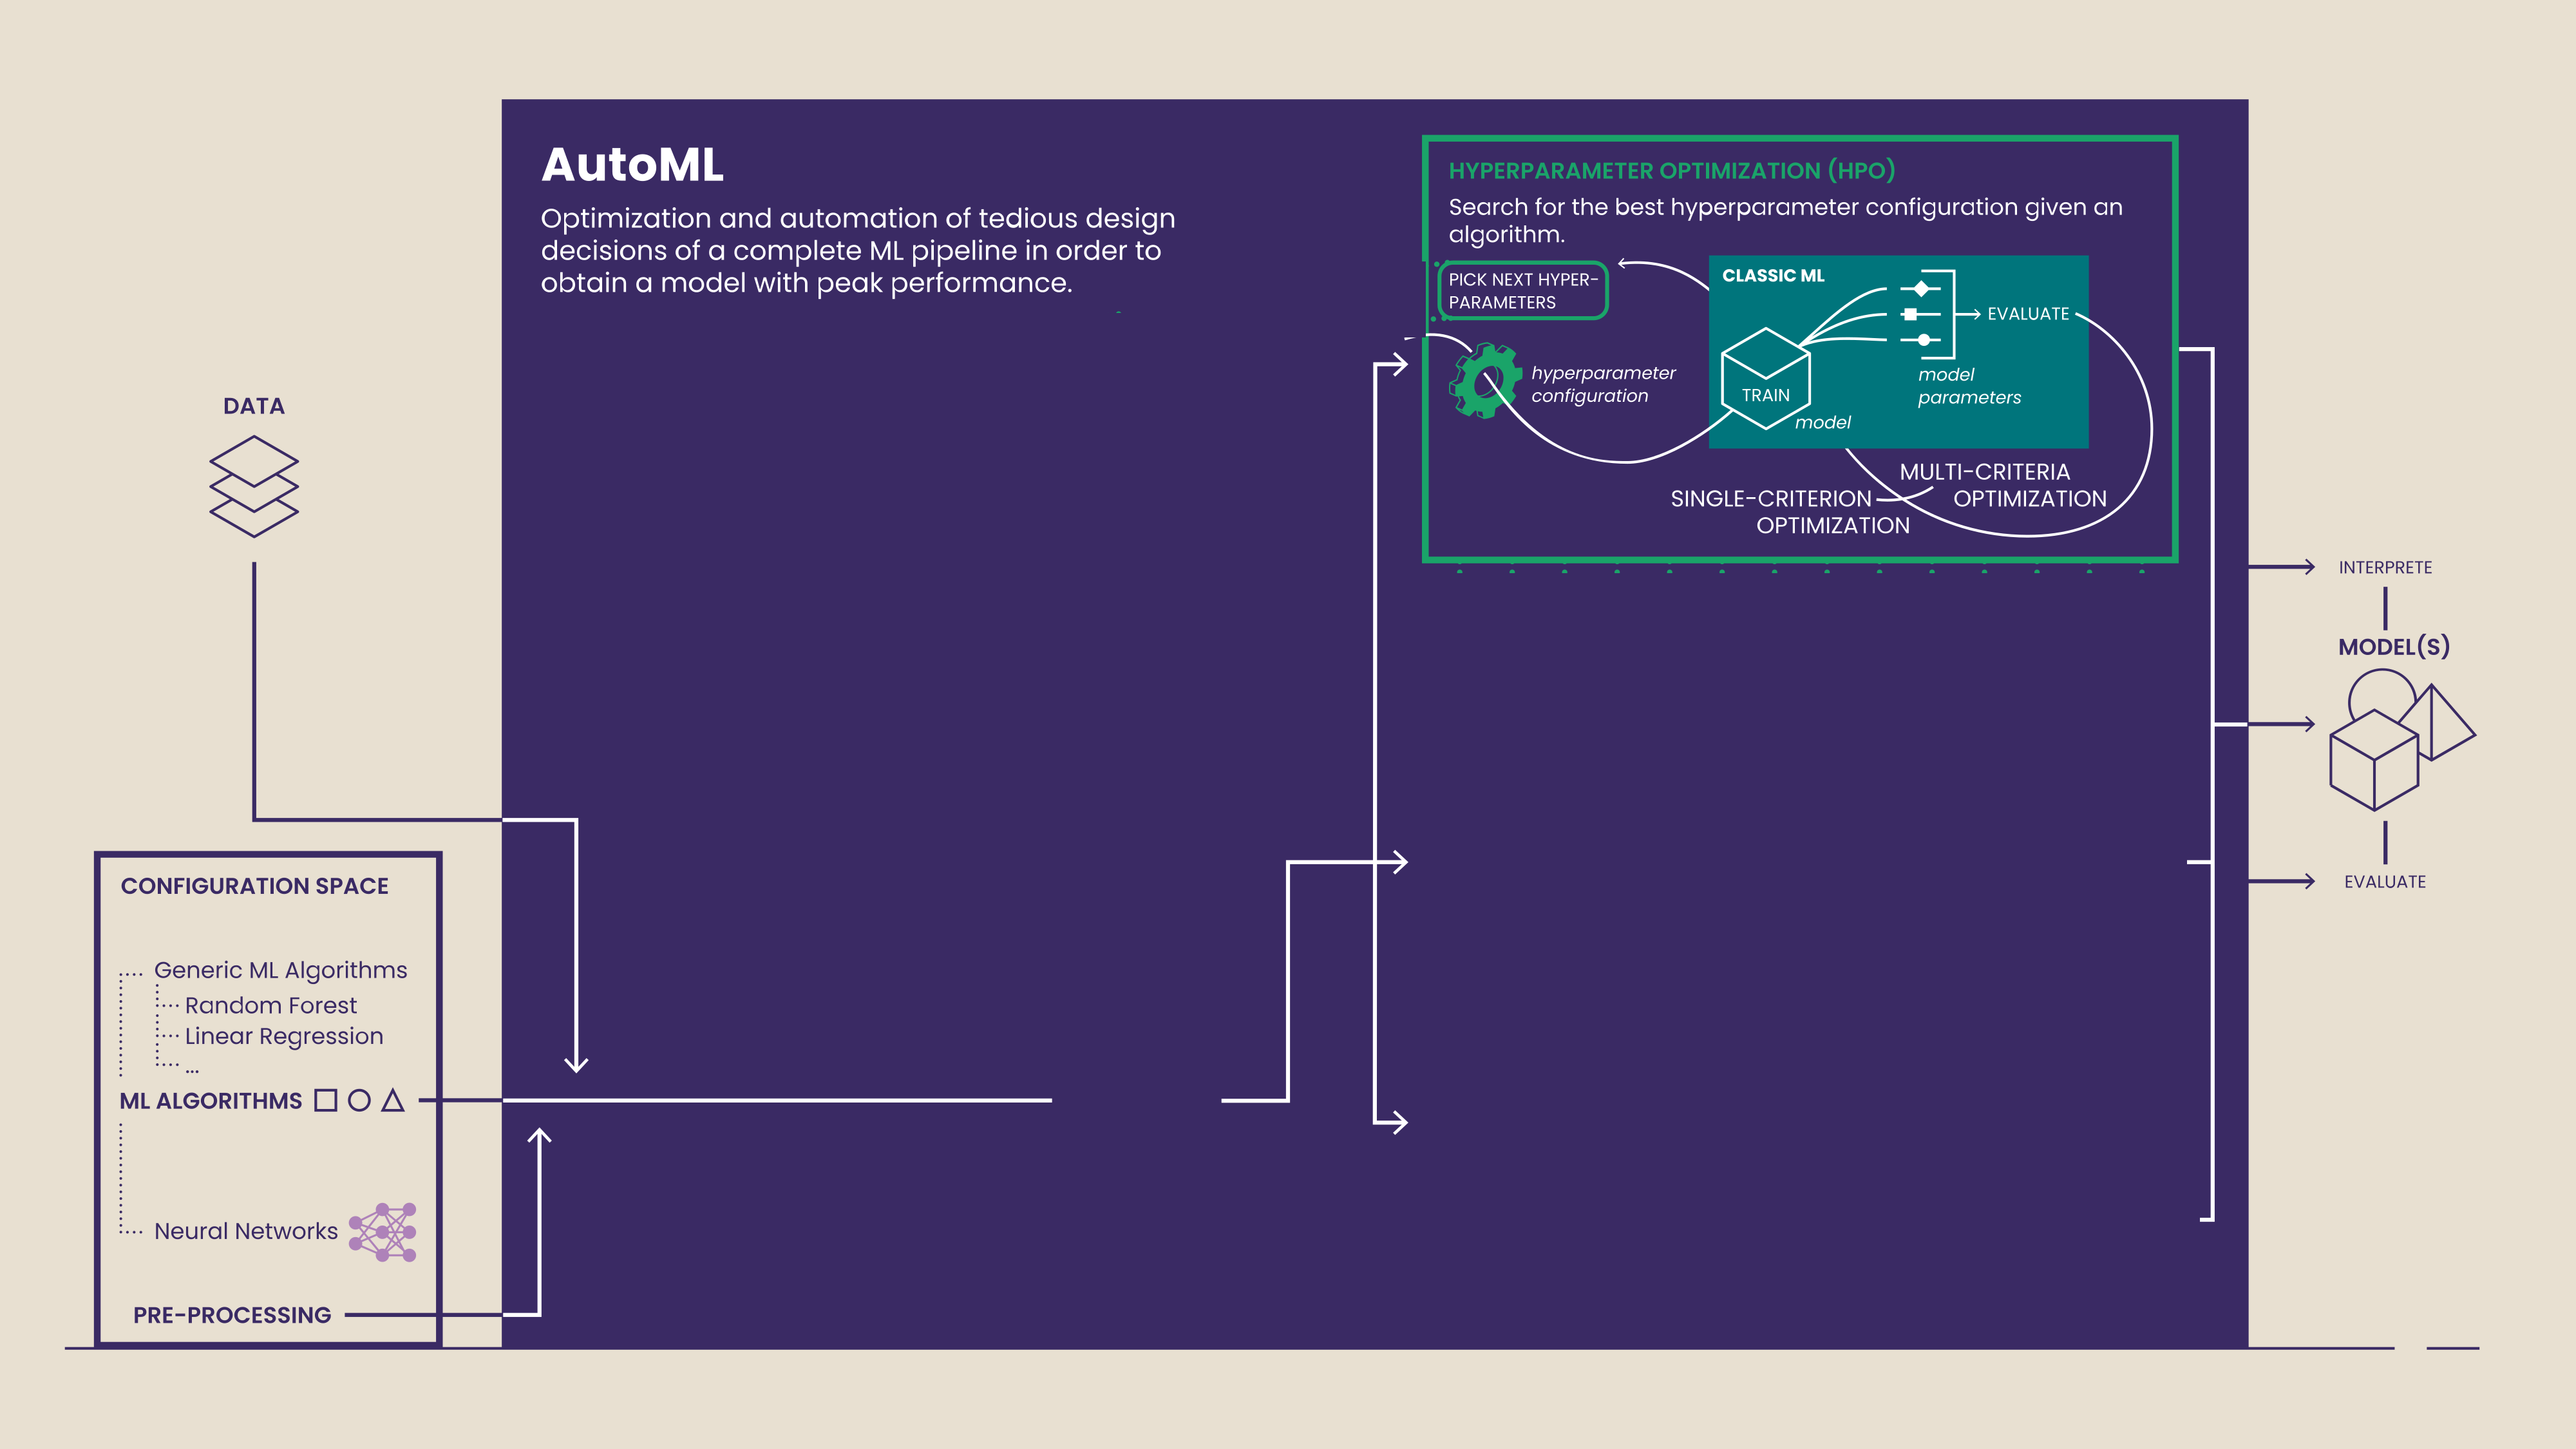 AutoML
Optimization and automation of tedious design
decisions of a complete ML pipeline in order to
obtain a model with peak performance.
HYPERPARAMETER OPTIMIZATION (HPO)
Search for the best hyperparameter configuration given an
algorithm.
PICK NEXT HYPER-
PARAMETERS
hyperparameter
configuration
CLASSIC ML
TRAIN
model
EVALUATE
model
parameters
MULTI-CRITERIA
OPTIMIZATION
SINGLE-CRITERION
OPTIMIZATION
DATA
CONFIGURATION SPACE
Generic ML Algorithms
Random Forest
Linear Regression
...
ML ALGORITHMS
Neural Networks
PRE-PROCESSING
INTERPRETE
MODEL(S)
EVALUATE